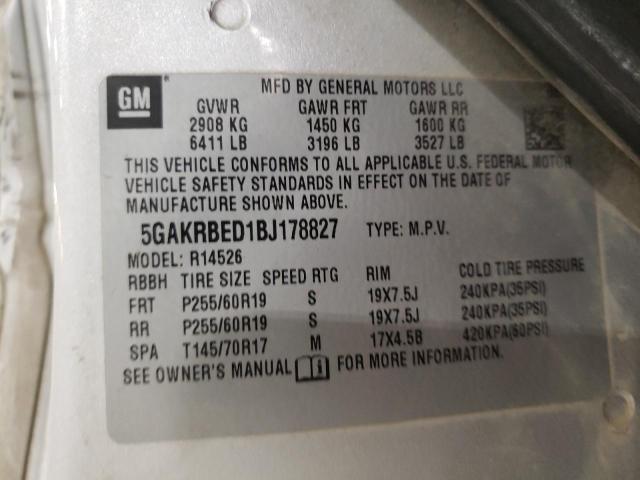 GM
MFD BY GENERAL MOTORS LLC
GVWR GAWR FRT GAWR RR
2908 KG 1450 KG 1600 KG
6411 LB 3196 LB 3527 LB
THIS VEHICLE CONFORMS TO ALL APPLICABLE U.S. FEDERAL MOTOR
VEHICLE SAFETY STANDARDS IN EFFECT ON THE DATE OF
MANUFACTURE SHOWN ABOVE.
5GAKRBED1BJ178827 TYPE: M.P.V.
MODEL: R14526
RBBH TIRE SIZE SPEED RTG RIM COLD TIRE PRESSURE
FRT P255/60R19 S 19X7.5J 240KPA(35PSI)
RR P255/60R19 S 19X7.5J 240KPA(35PSI)
SPA T145/70R17 M 17X4.5B 420KPA(60PSI)
SEE OWNER'S MANUAL FOR MORE INFORMATION.